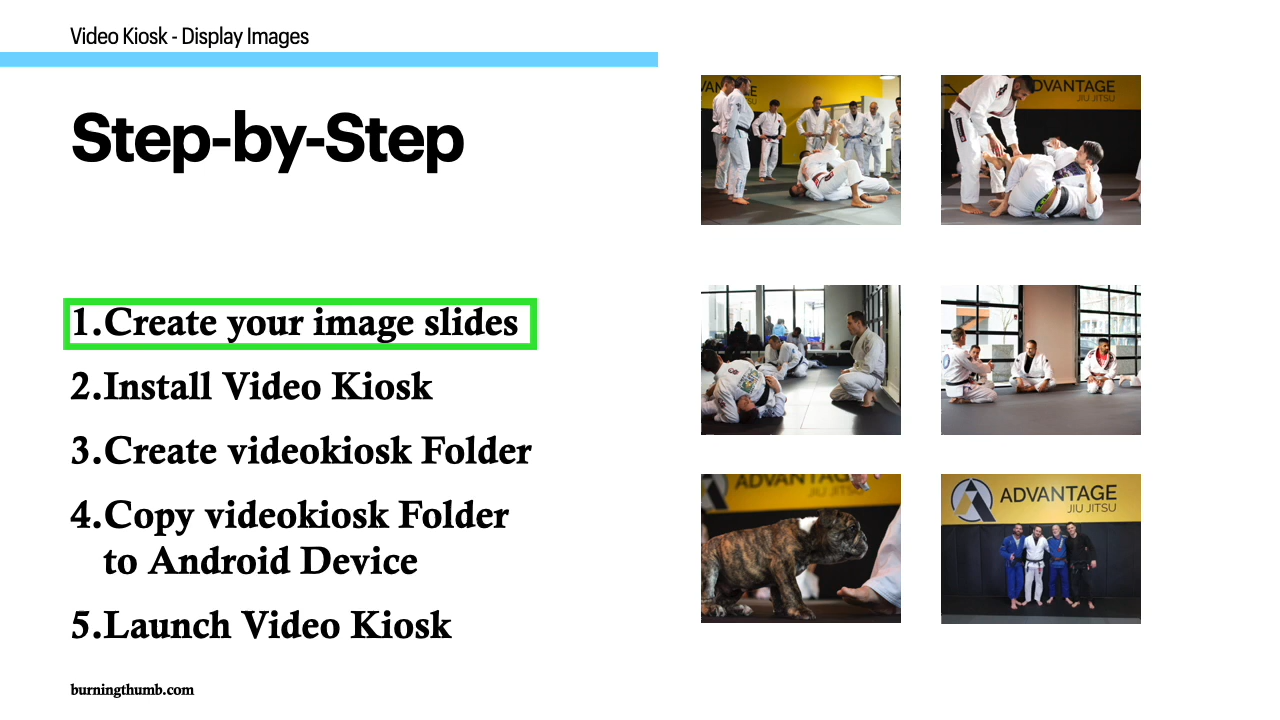 Video Kiosk - Display Images
Step-by-Step
1.Create your image slides
2.Install Video Kiosk
3.Create videokiosk Folder
4.Copy videokiosk Folder
to Android Device
5.Launch Video Kiosk
burningthumb.com
ADVANTAGE
JIU JITSU
ADVANTAGE
JIU JITSU
ADVANTAGE
JIU JITSU